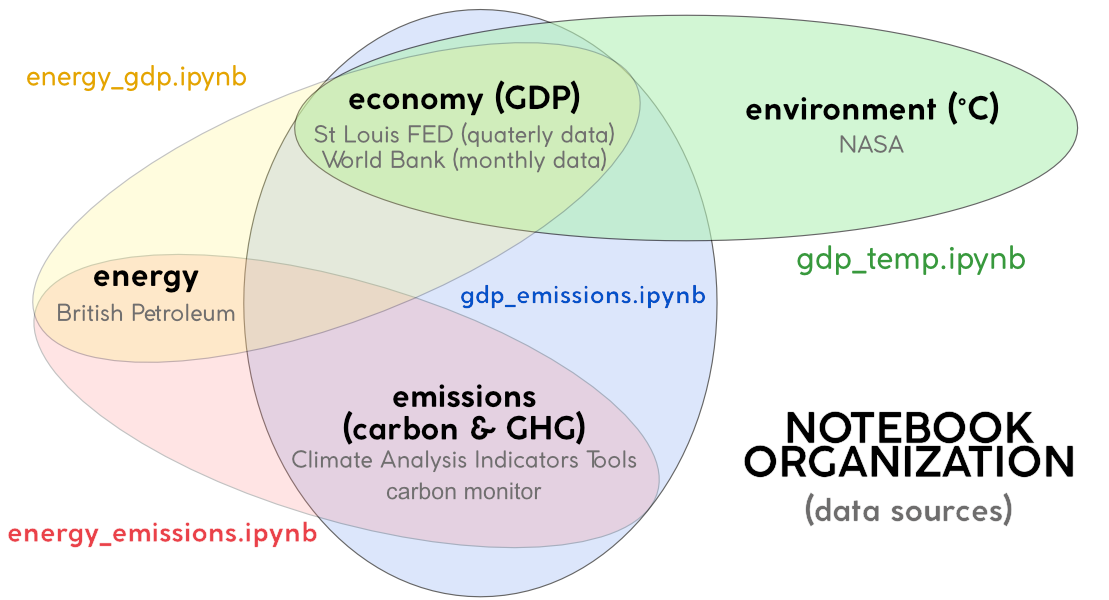 energy_gdp.ipynb
economy (GDP)
St Louis FED (quaterly data)
World Bank (monthly data)
environment (°C)
NASA
gdp_temp.ipynb
energy
British Petroleum
gdp_emissions.ipynb
emissions
(carbon & GHG)
Climate Analysis Indicators Tools
carbon monitor
energy_emissions.ipynb
NOTEBOOK
ORGANIZATION
(data sources)